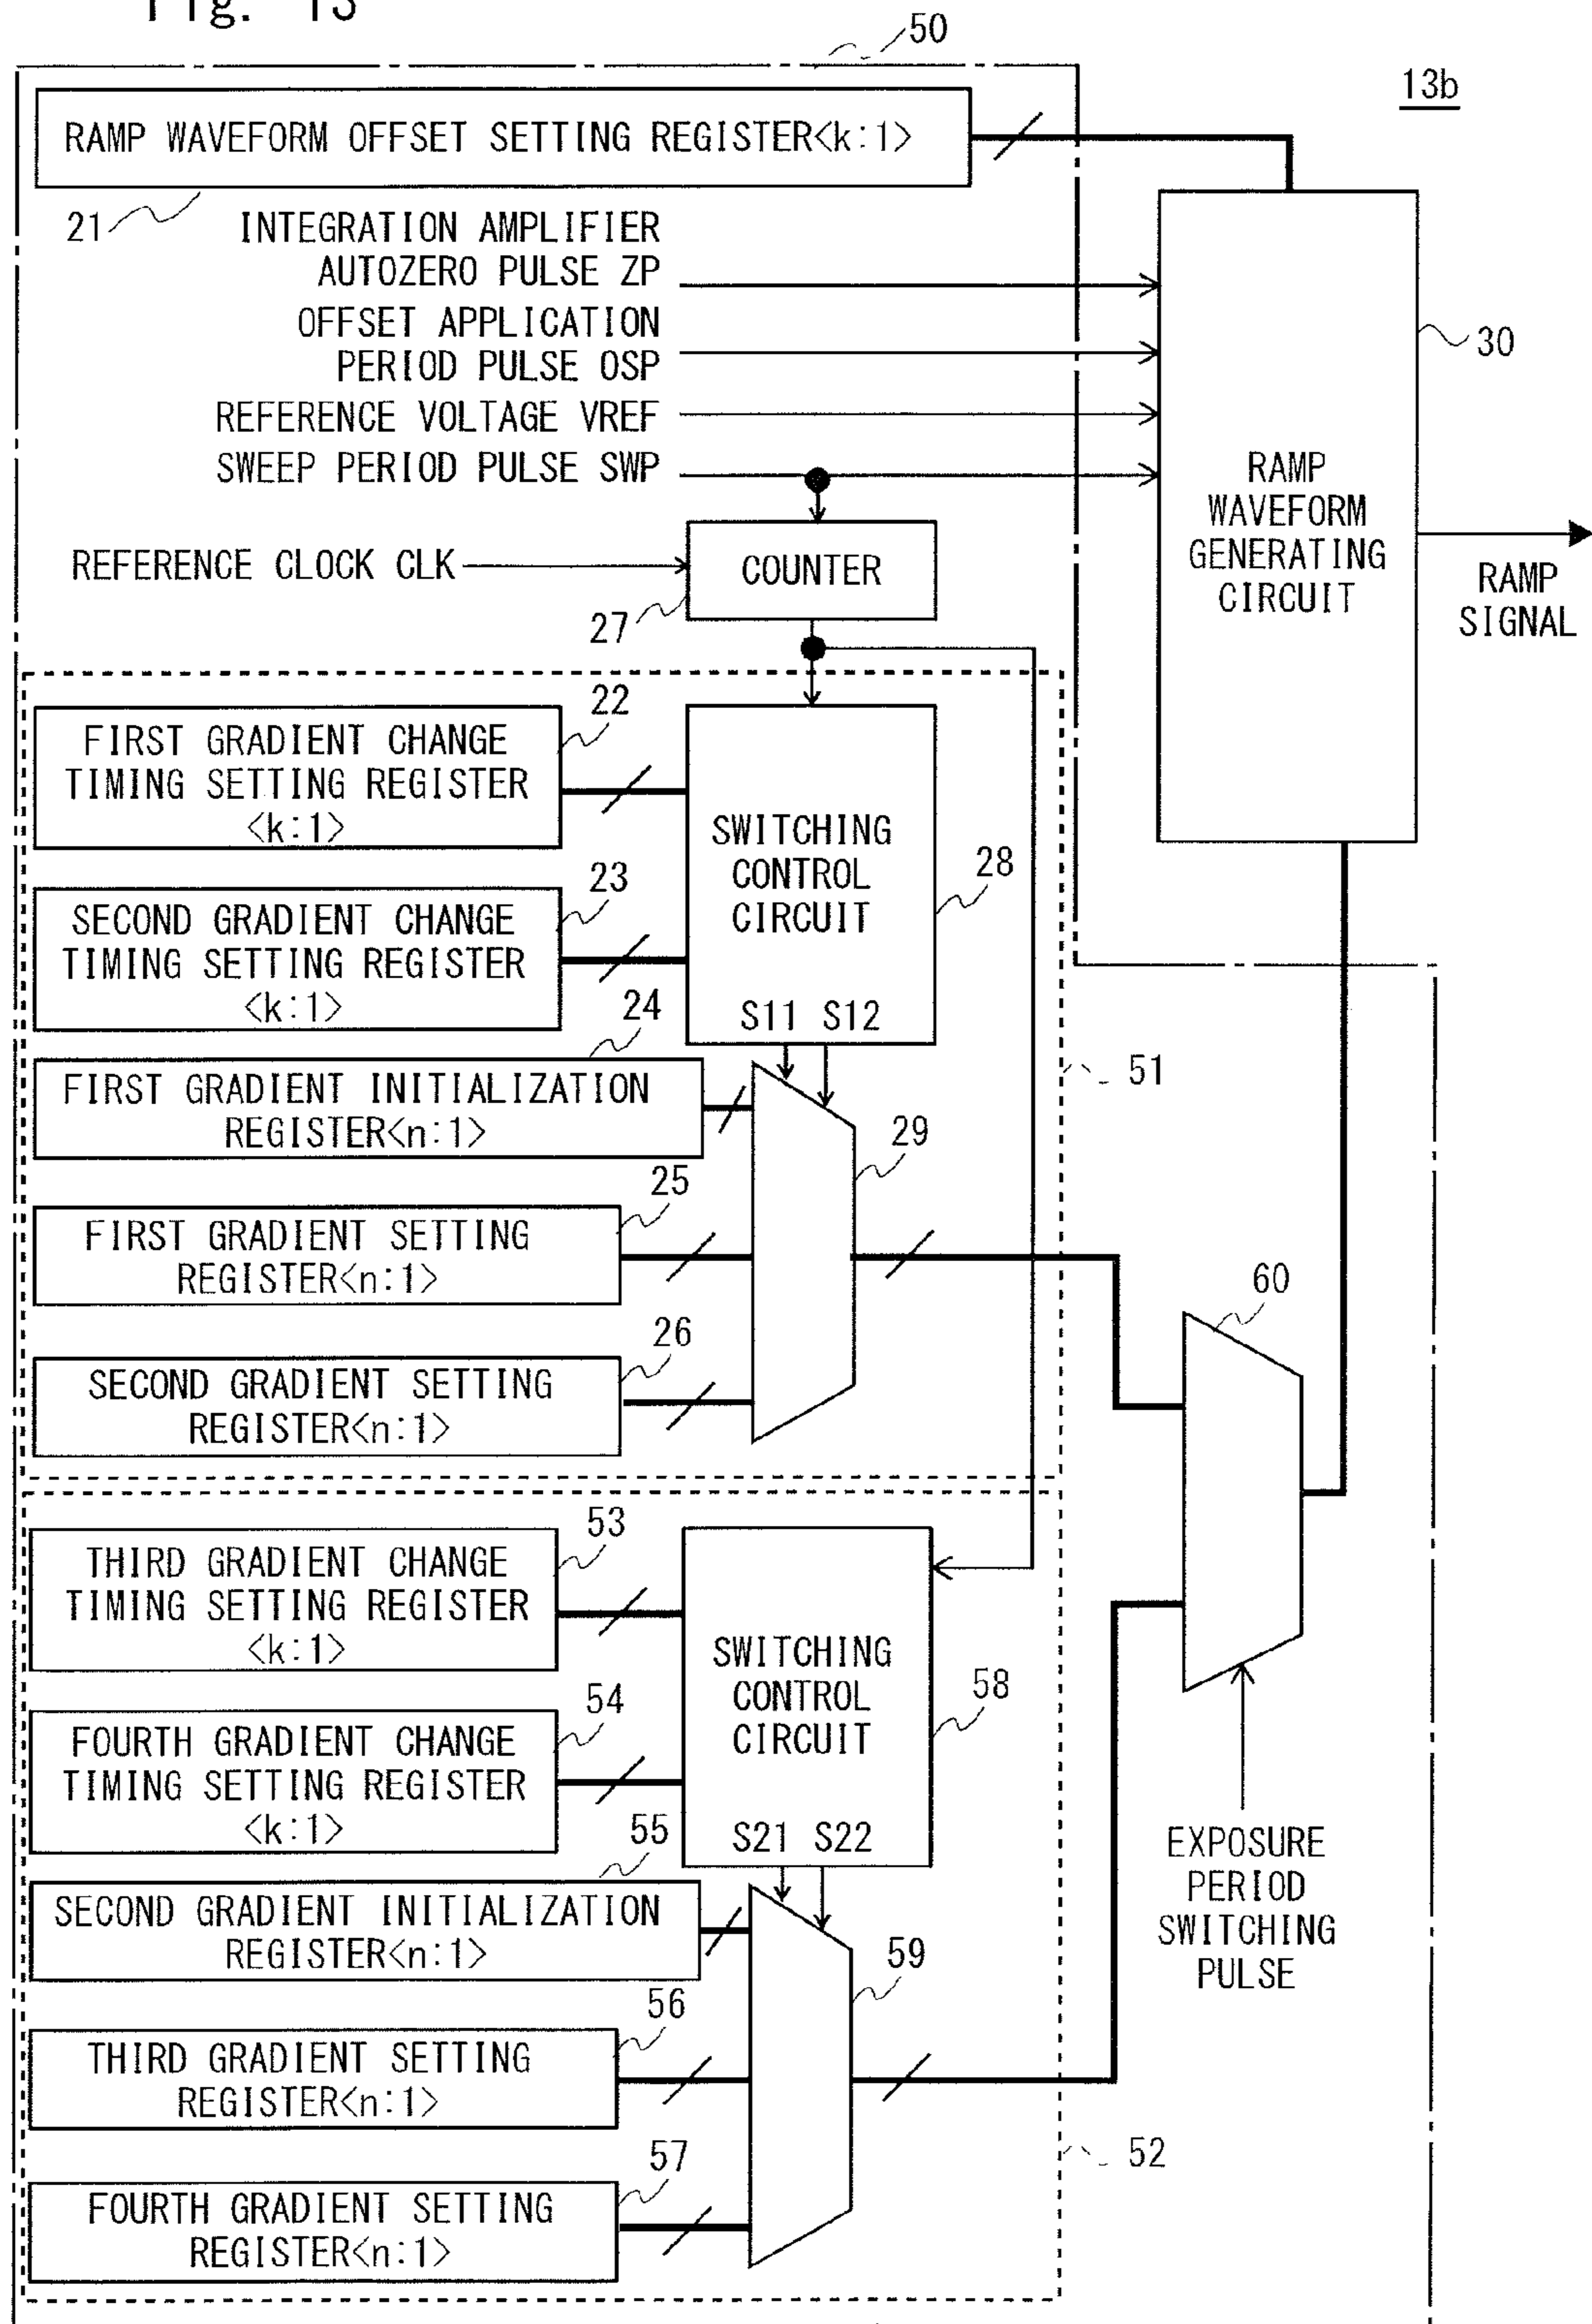 Fig. 13
50
13b
RAMP WAVEFORM OFFSET SETTING REGISTER<k:1>
21
INTEGRATION AMPLIFIER
AUTOZERO PULSE ZP
OFFSET APPLICATION
PERIOD PULSE OSP
REFERENCE VOLTAGE VREF
SWEEP PERIOD PULSE SWP
30
RAMP
WAVEFORM
GENERATING
CIRCUIT
RAMP
SIGNAL
REFERENCE CLOCK CLK
COUNTER
27
22
FIRST GRADIENT CHANGE
TIMING SETTING REGISTER
<k:1>
23
SECOND GRADIENT CHANGE
TIMING SETTING REGISTER
<k:1>
SWITCHING
CONTROL
CIRCUIT
28
S11 S12
24
FIRST GRADIENT INITIALIZATION
REGISTER<n:1>
51
29
25
FIRST GRADIENT SETTING
REGISTER<n:1>
26
SECOND GRADIENT SETTING
REGISTER<n:1>
60
53
THIRD GRADIENT CHANGE
TIMING SETTING REGISTER
<k:1>
54
FOURTH GRADIENT CHANGE
TIMING SETTING REGISTER
<k:1>
SWITCHING
CONTROL
CIRCUIT
58
S21 S22
55
SECOND GRADIENT INITIALIZATION
REGISTER<n:1>
59
EXPOSURE
PERIOD
SWITCHING
PULSE
56
THIRD GRADIENT SETTING
REGISTER<n:1>
57
FOURTH GRADIENT SETTING
REGISTER<n:1>
52